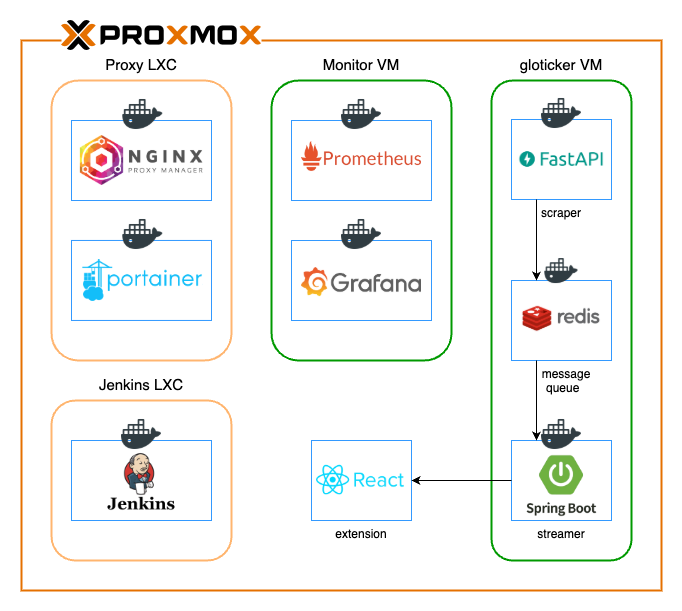 PROXMOX
Proxy LXC
Monitor VM
gloticker VM
NGINX
PROXY MANAGER
Prometheus
FastAPI
scraper
portainer
Grafana
redis
message
queue
Jenkins LXC
Jenkins
React
extension
Spring Boot
streamer